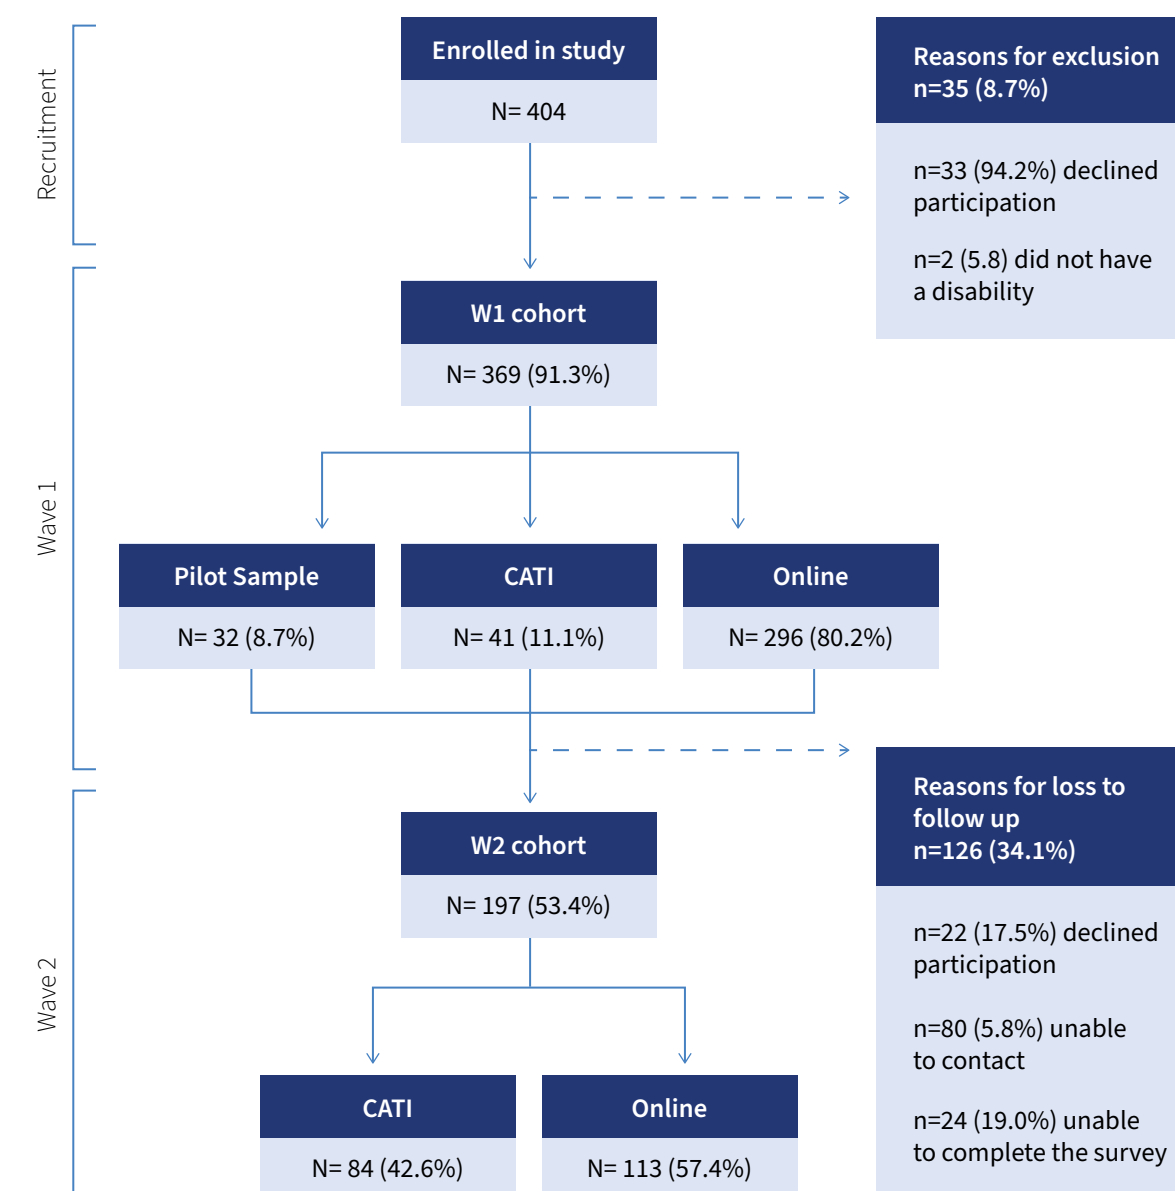 Recruitment
Enrolled in study
N= 404
Reasons for exclusion
n=35 (8.7%)
n=33 (94.2%) declined
participation
n=2 (5.8) did not have
a disability
Wave 1
W1 cohort
N= 369 (91.3%)
Pilot Sample
N= 32 (8.7%)
CATI
N= 41 (11.1%)
Online
N= 296 (80.2%)
Reasons for loss to
follow up
n=126 (34.1%)
n=22 (17.5%) declined
participation
n=80 (5.8%) unable
to contact
n=24 (19.0%) unable
to complete the survey
Wave 2
W2 cohort
N= 197 (53.4%)
CATI
N= 84 (42.6%)
Online
N= 113 (57.4%)